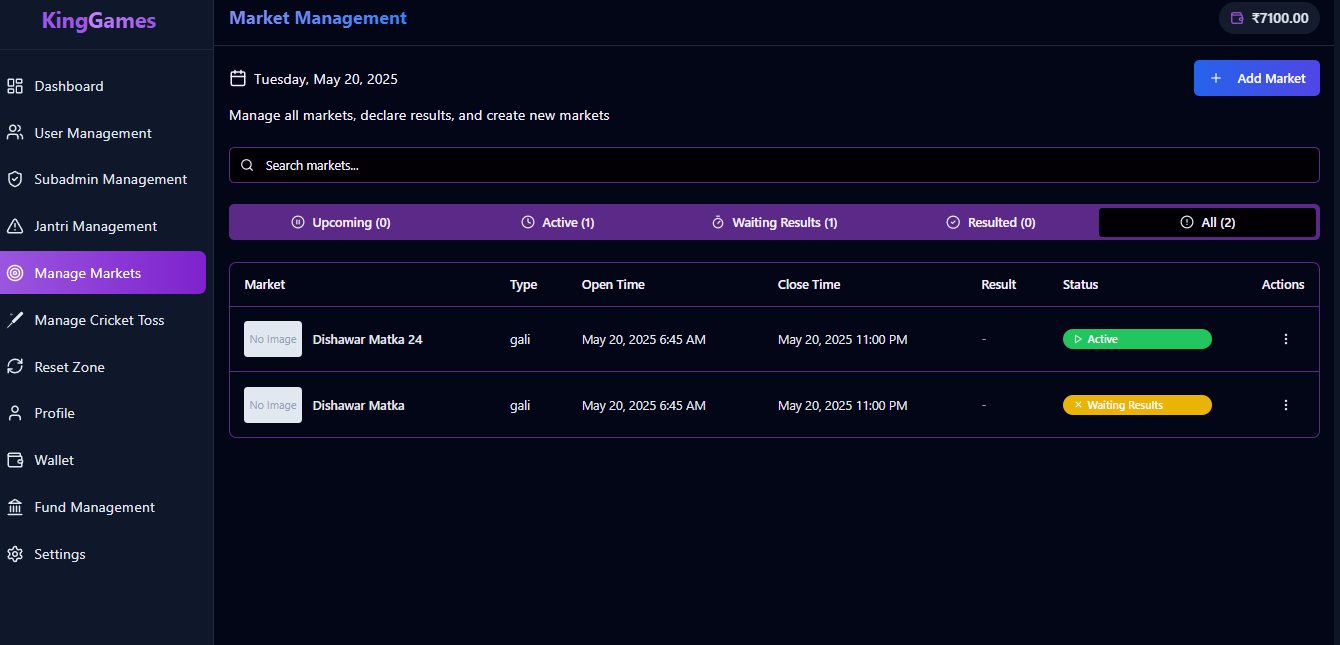 KingGames
Market Management
₹7100.00
Dashboard
User Management
Subadmin Management
Jantri Management
Manage Markets
Manage Cricket Toss
Reset Zone
Profile
Wallet
Fund Management
Settings
Tuesday, May 20, 2025
Add Market
Manage all markets, declare results, and create new markets
Search markets...
Upcoming (0) Active (1) Waiting Results (1) Resulted (0) All (2)
Market Type Open Time Close Time Result Status Actions
No Image Dishawar Matka 24 gali May 20, 2025 6:45 AM May 20, 2025 11:00 PM - Active
No Image Dishawar Matka gali May 20, 2025 6:45 AM May 20, 2025 11:00 PM - Waiting Results